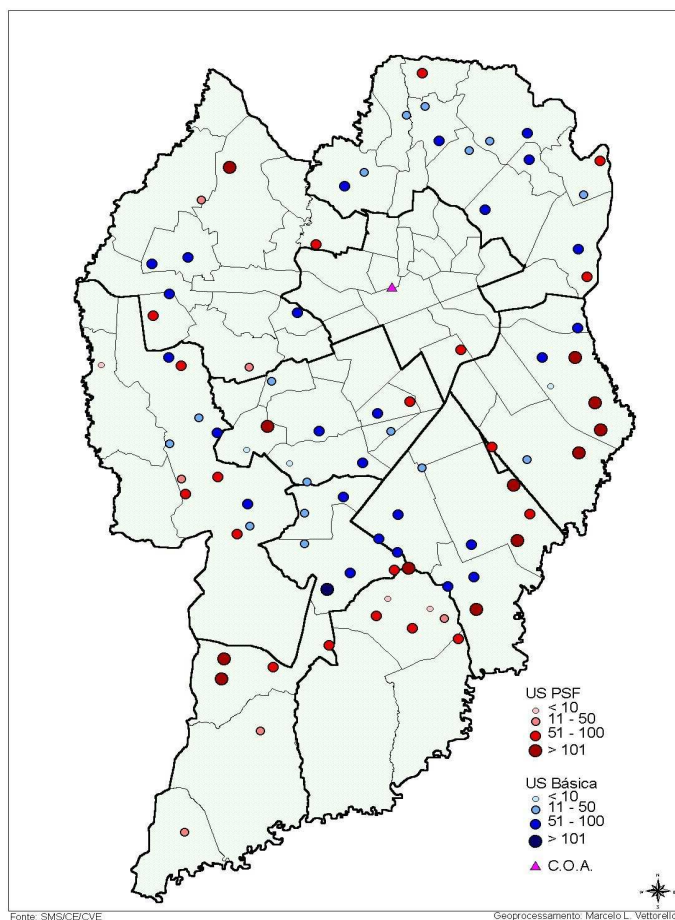 US PSF
< 10
11 - 50
51 - 100
> 101
US Básica
< 10
11 - 50
51 - 100
> 101
C.O.A.
Fonte: SMS/CE/CVE
Geoprocessamento: Marcelo L. Vettorello